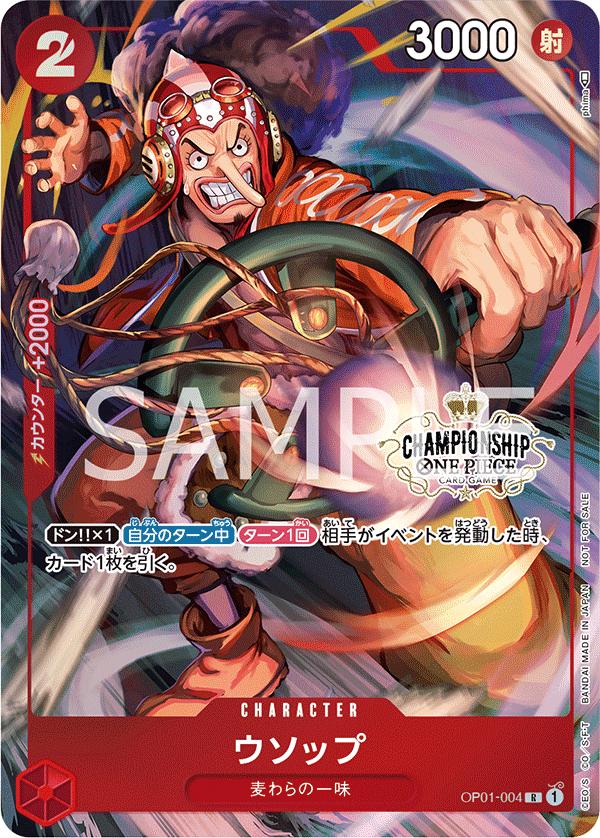 2
3000
射
phima
カウンター+2000
SAMPLE
CHAMPIONSHIP
ONE PIECE
CARD GAME
ドン!!×1 自分のターン中 ターン1回 相手がイベントを発動した時、
カード1枚を引く。
CHARACTER
ウソップ
麦わらの一味
OP01-004 R 1
CEO/S CO/S・F・T BANDAI MADE IN JAPAN NOT FOR SALE